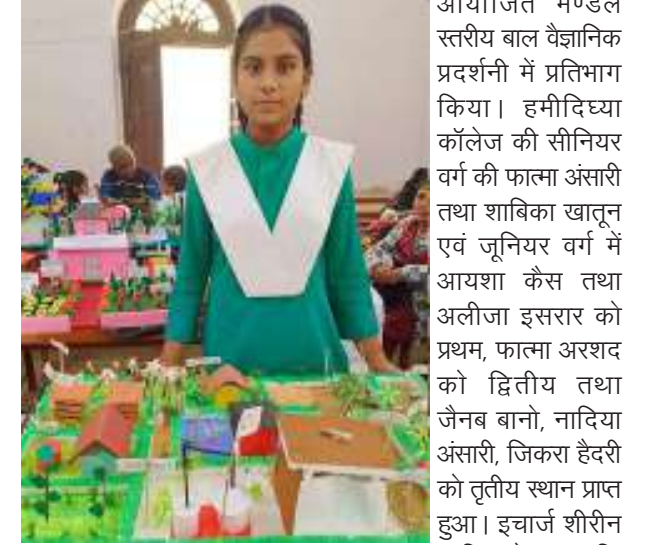 आयोजित मण्डल
स्तरीय बाल वैज्ञानिक
प्रदर्शनी में प्रतिभाग
किया। हमीदिघ्या
कॉलेज की सीनियर
वर्ग की फात्मा अंसारी
तथा शाबिका खातून
एवं जूनियर वर्ग में
आयशा कैस तथा
अलीजा इसरार को
प्रथम, फात्मा अरशद
को द्वितीय तथा
जैनब बानो, नादिया
अंसारी, जिकरा हैदरी
को तृतीय स्थान प्राप्त
हुआ। इचार्ज शीरीन